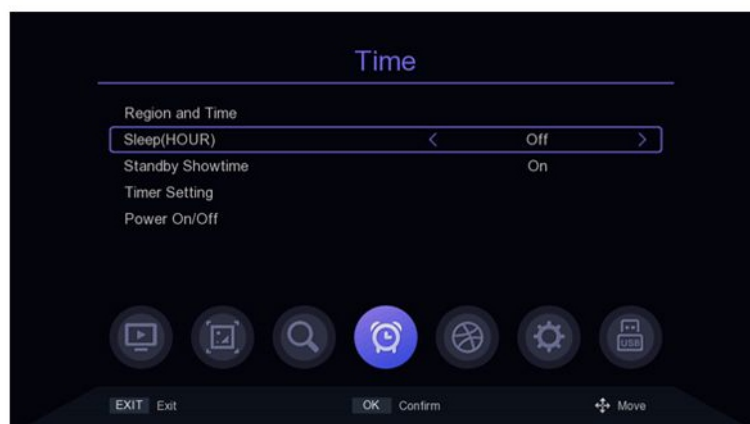 Time
Region and Time
Sleep(HOUR) Off
Standby Showtime On
Timer Setting
Power On/Off
USB
EXIT Exit OK Confirm Move